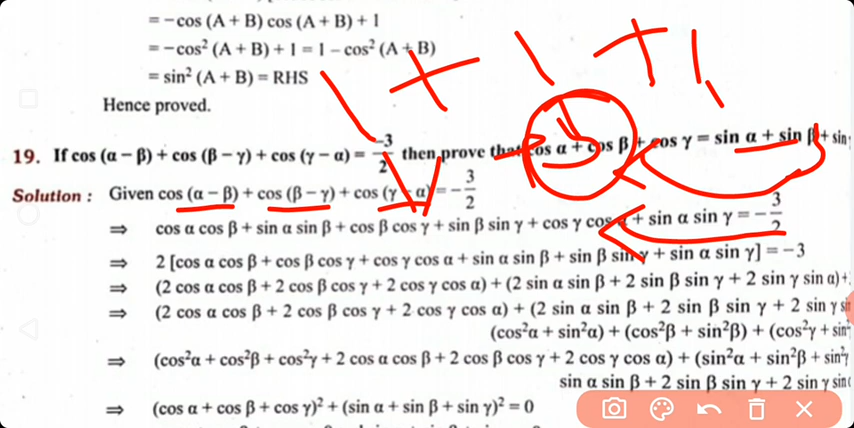 = – cos (A + B) cos (A + B) + 1
= – cos² (A + B) + 1 = 1 – cos² (A + B)
= sin² (A + B) = RHS
Hence proved.
1 + 1 + 1
19. If cos (α – β) + cos (β – γ) + cos (γ – α) = –3/2 then prove that cos α + cos β + cos γ = sin α + sin β + sin
Solution : Given cos (α – β) + cos (β – γ) + cos (γ – α) = – 3/2
⇒ cos α cos β + sin α sin β + cos β cos γ + sin β sin γ + cos γ cos α + sin α sin γ = – 3/2
⇒ 2 [cos α cos β + cos β cos γ + cos γ cos α + sin α sin β + sin β sin γ + sin α sin γ] = – 3
⇒ (2 cos α cos β + 2 cos β cos γ + 2 cos γ cos α) + (2 sin α sin β + 2 sin β sin γ + 2 sin γ sin α) +
⇒ (2 cos α cos β + 2 cos β cos γ + 2 cos γ cos α) + (2 sin α sin β + 2 sin β sin γ + 2 sin γ
(cos²α + sin²α) + (cos²β + sin²β) + (cos²γ + sin²
⇒ (cos²α + cos²β + cos²γ + 2 cos α cos β + 2 cos β cos γ + 2 cos γ cos α) + (sin²α + sin²β + sin²γ
sin α sin β + 2 sin β sin γ + 2 sin γ sin
⇒ (cos α + cos β + cos γ)² + (sin α + sin β + sin γ)² = 0